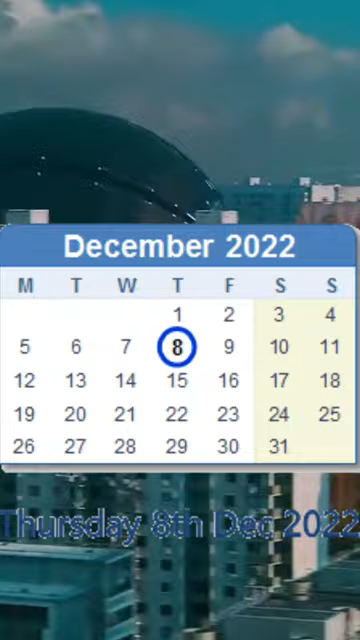 December 2022
M T W T F S S
1 2 3 4
5 6 7 8 9 10 11
12 13 14 15 16 17 18
19 20 21 22 23 24 25
26 27 28 29 30 31
Thursday 8th Dec 2022